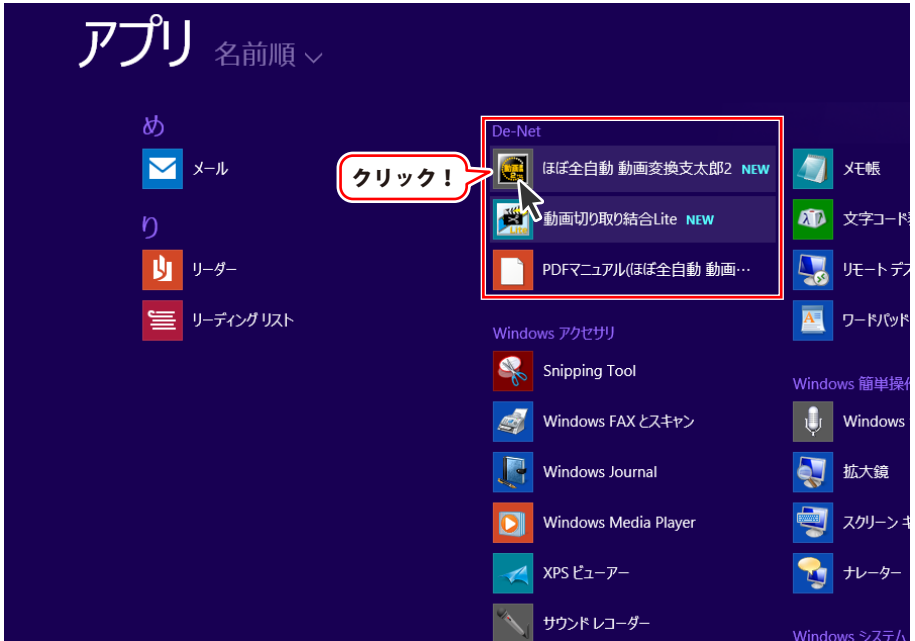 アプリ 名前順
め
メール
り
リーダー
リーディング リスト
クリック！
De-Net
ほぼ全自動 動画変換支太郎2 NEW
動画切り取り結合Lite NEW
PDFマニュアル(ほぼ全自動 動画…
Windows アクセサリ
Snipping Tool
Windows FAX とスキャン
Windows Journal
Windows Media Player
XPS ビューアー
サウンド レコーダー
メモ帳
文字コード
リモート デス
ワードパッド
Windows 簡単操作
Windows
拡大鏡
スクリーン キ
ナレーター
Windows システム